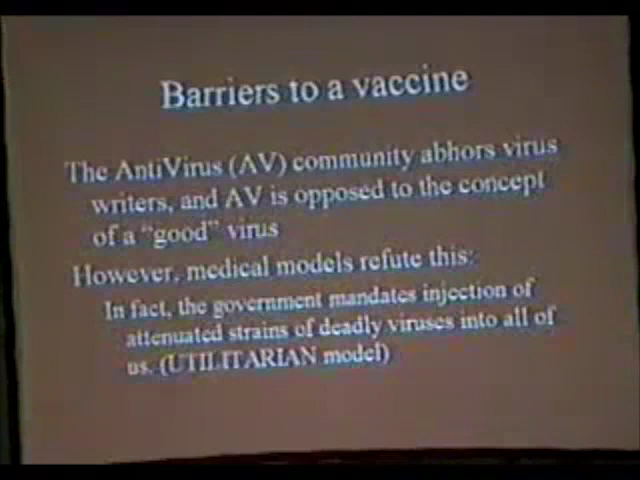 Barriers to a vaccine
The AntiVirus (AV) community abhors virus
writers, and AV is opposed to the concept
of a “good” virus
However, medical models refute this:
In fact, the government mandates injection of
attenuated strains of deadly viruses into all of
us. (UTILITARIAN model)